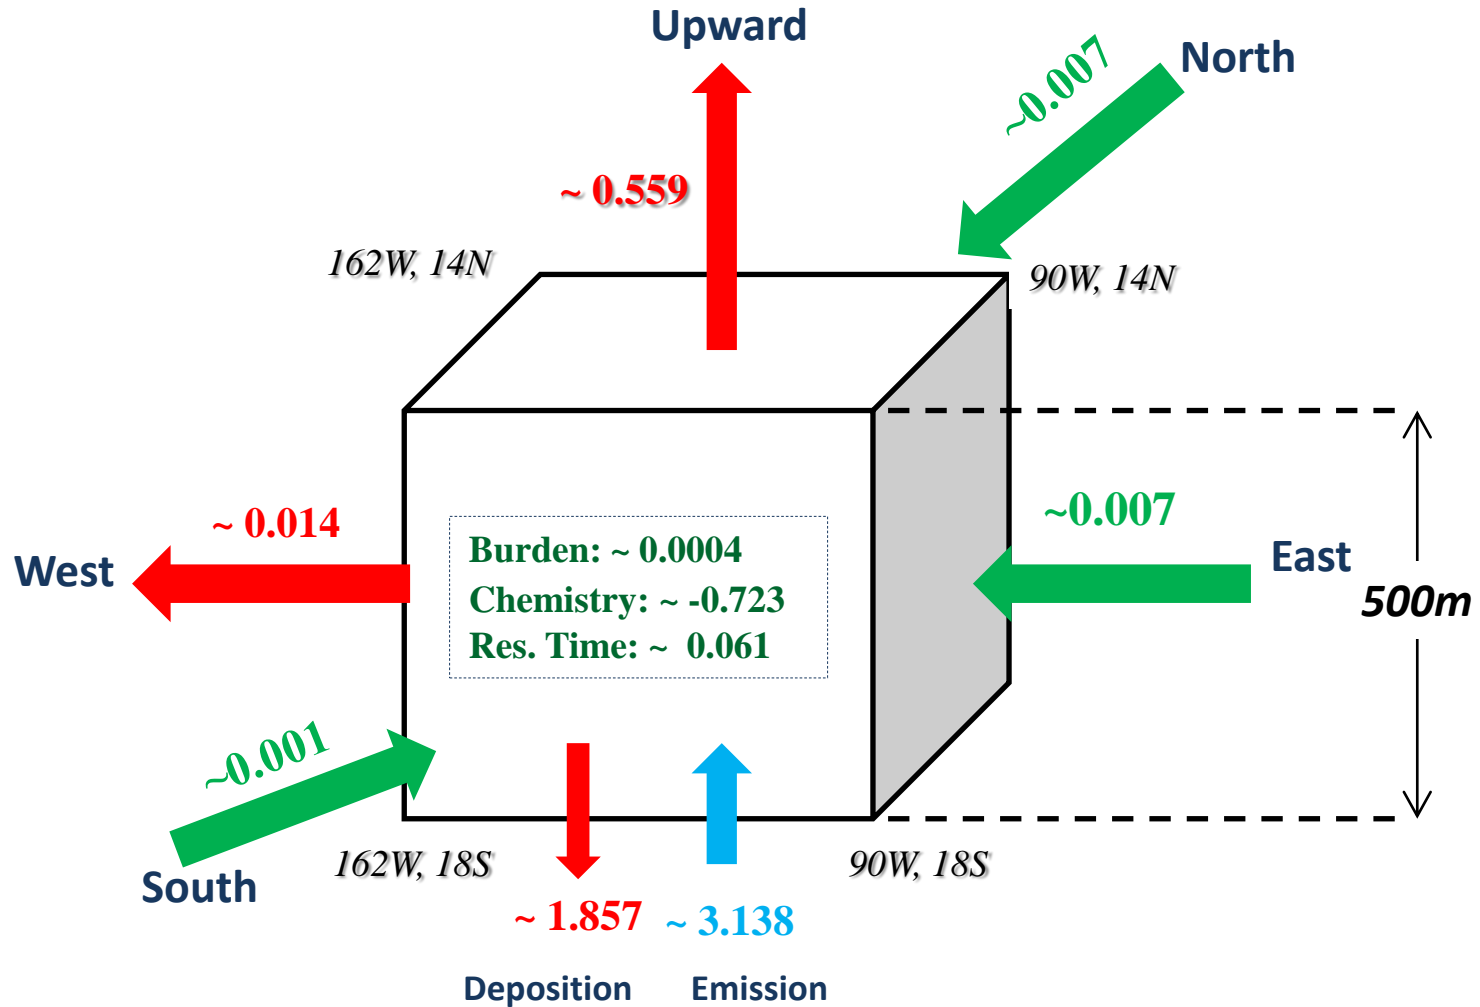 Upward
North
~0.007
~ 0.559
162W, 14N
90W, 14N
~ 0.014
~0.007
West
East
Burden: ~ 0.0004
Chemistry: ~ -0.723
Res. Time: ~ 0.061
500m
~0.001
South
162W, 18S
90W, 18S
~ 1.857
~ 3.138
Deposition
Emission